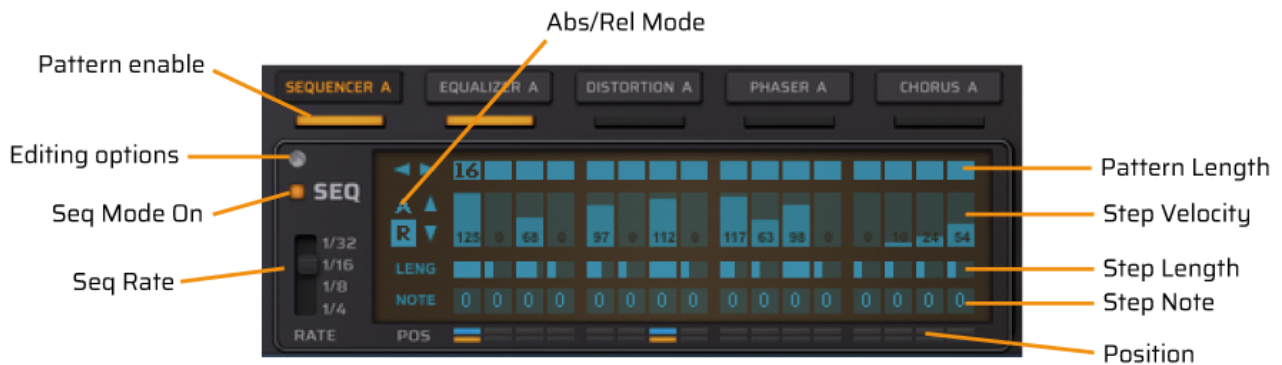 Abs/Rel Mode
Pattern enable
SEQUENCER A EQUALIZER A DISTORTION A PHASER A CHORUS A
Editing options
16
Pattern Length
SEQ
Seq Mode On
A
Step Velocity
R
125 0 68 0 97 0 112 0 117 63 98 0 0 10 24 54
1/32
1/16
LENG
Step Length
Seq Rate
1/8
NOTE 0 0 0 0 0 0 0 0 0 0 0 0 0 0 0 0
Step Note
1/4
RATE POS
Position